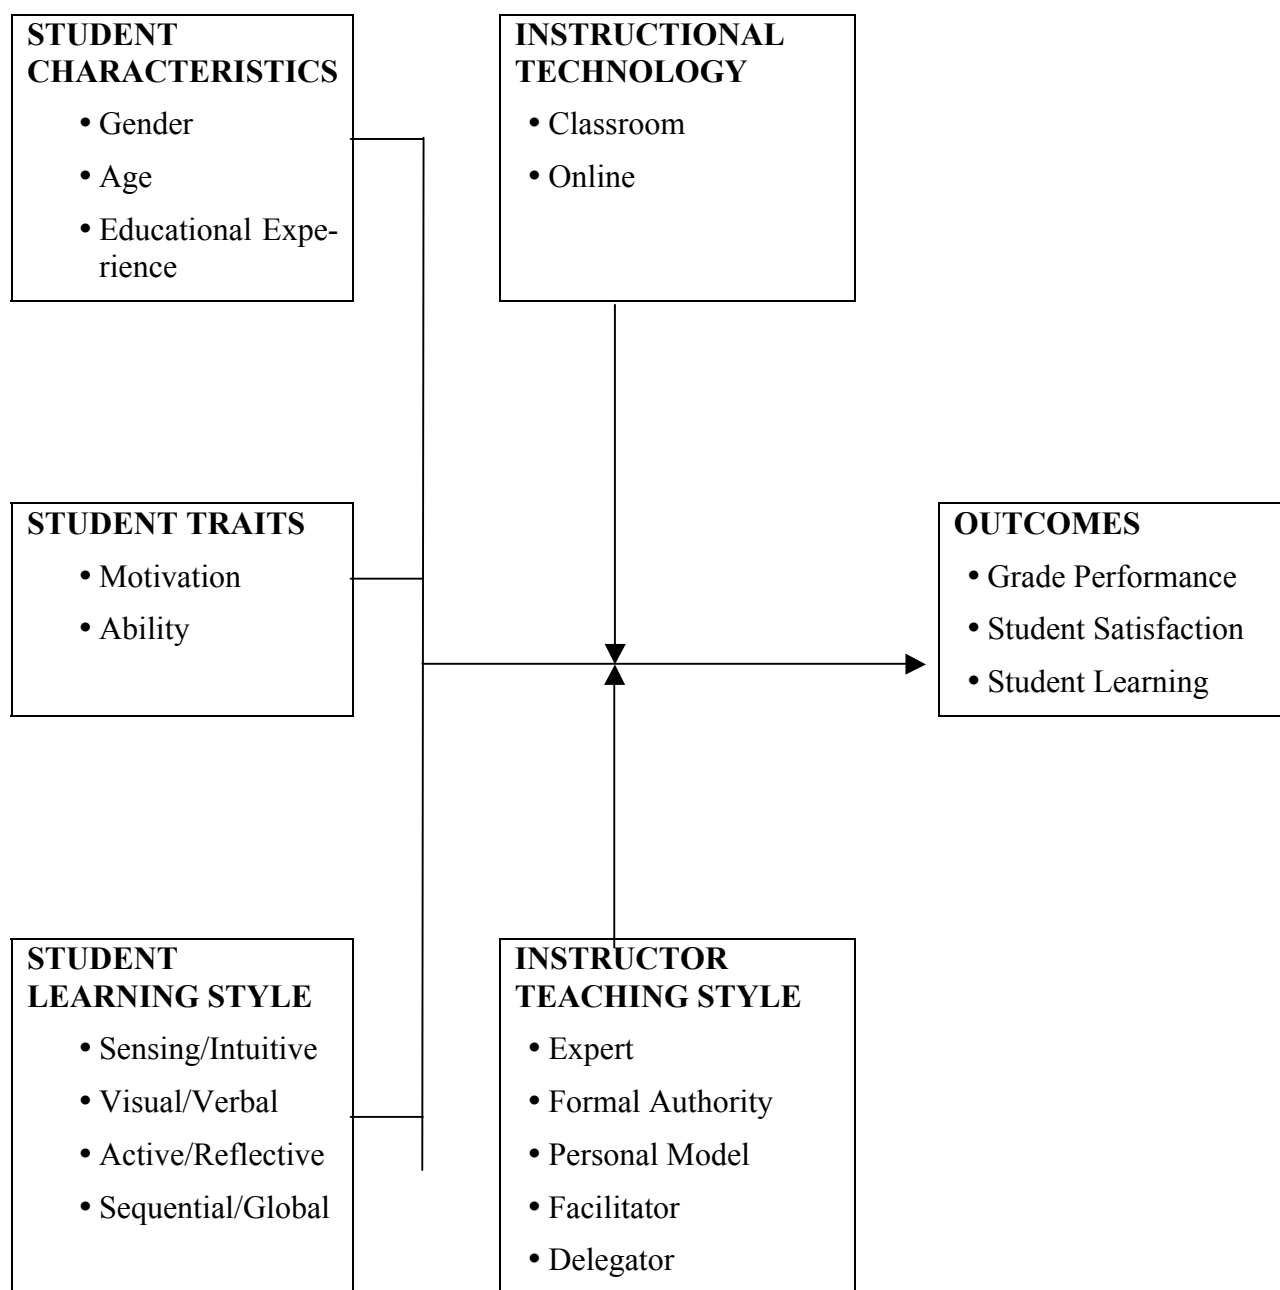 STUDENT
CHARACTERISTICS
• Gender
• Age
• Educational Expe-
rience
INSTRUCTIONAL
TECHNOLOGY
• Classroom
• Online
STUDENT TRAITS
• Motivation
• Ability
OUTCOMES
• Grade Performance
• Student Satisfaction
• Student Learning
STUDENT
LEARNING STYLE
• Sensing/Intuitive
• Visual/Verbal
• Active/Reflective
• Sequential/Global
INSTRUCTOR
TEACHING STYLE
• Expert
• Formal Authority
• Personal Model
• Facilitator
• Delegator